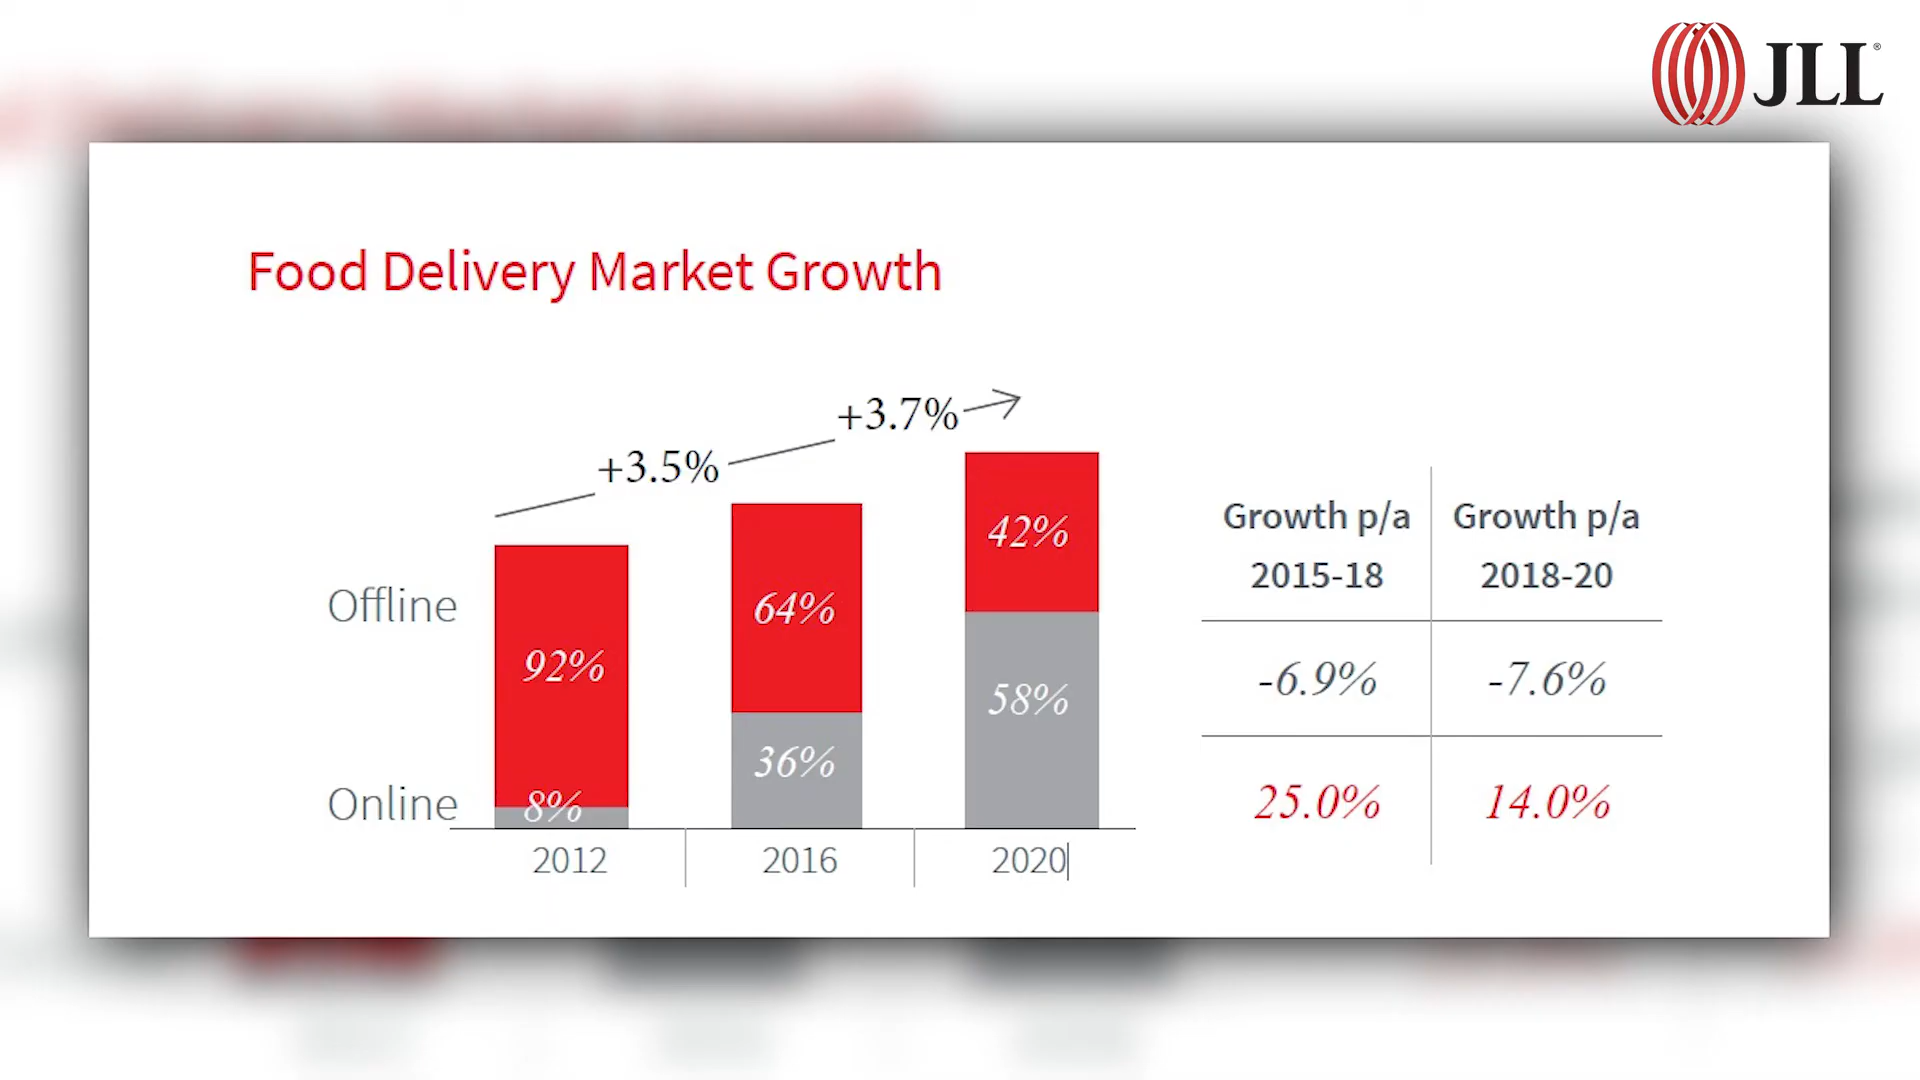 JLL®
Food Delivery Market Growth
+3.7%
+3.5%
42%
64%
92%
58%
36%
8%
Offline
Online
2012
2016
2020
Growth p/a
2015-18
Growth p/a
2018-20
-6.9%
-7.6%
25.0%
14.0%